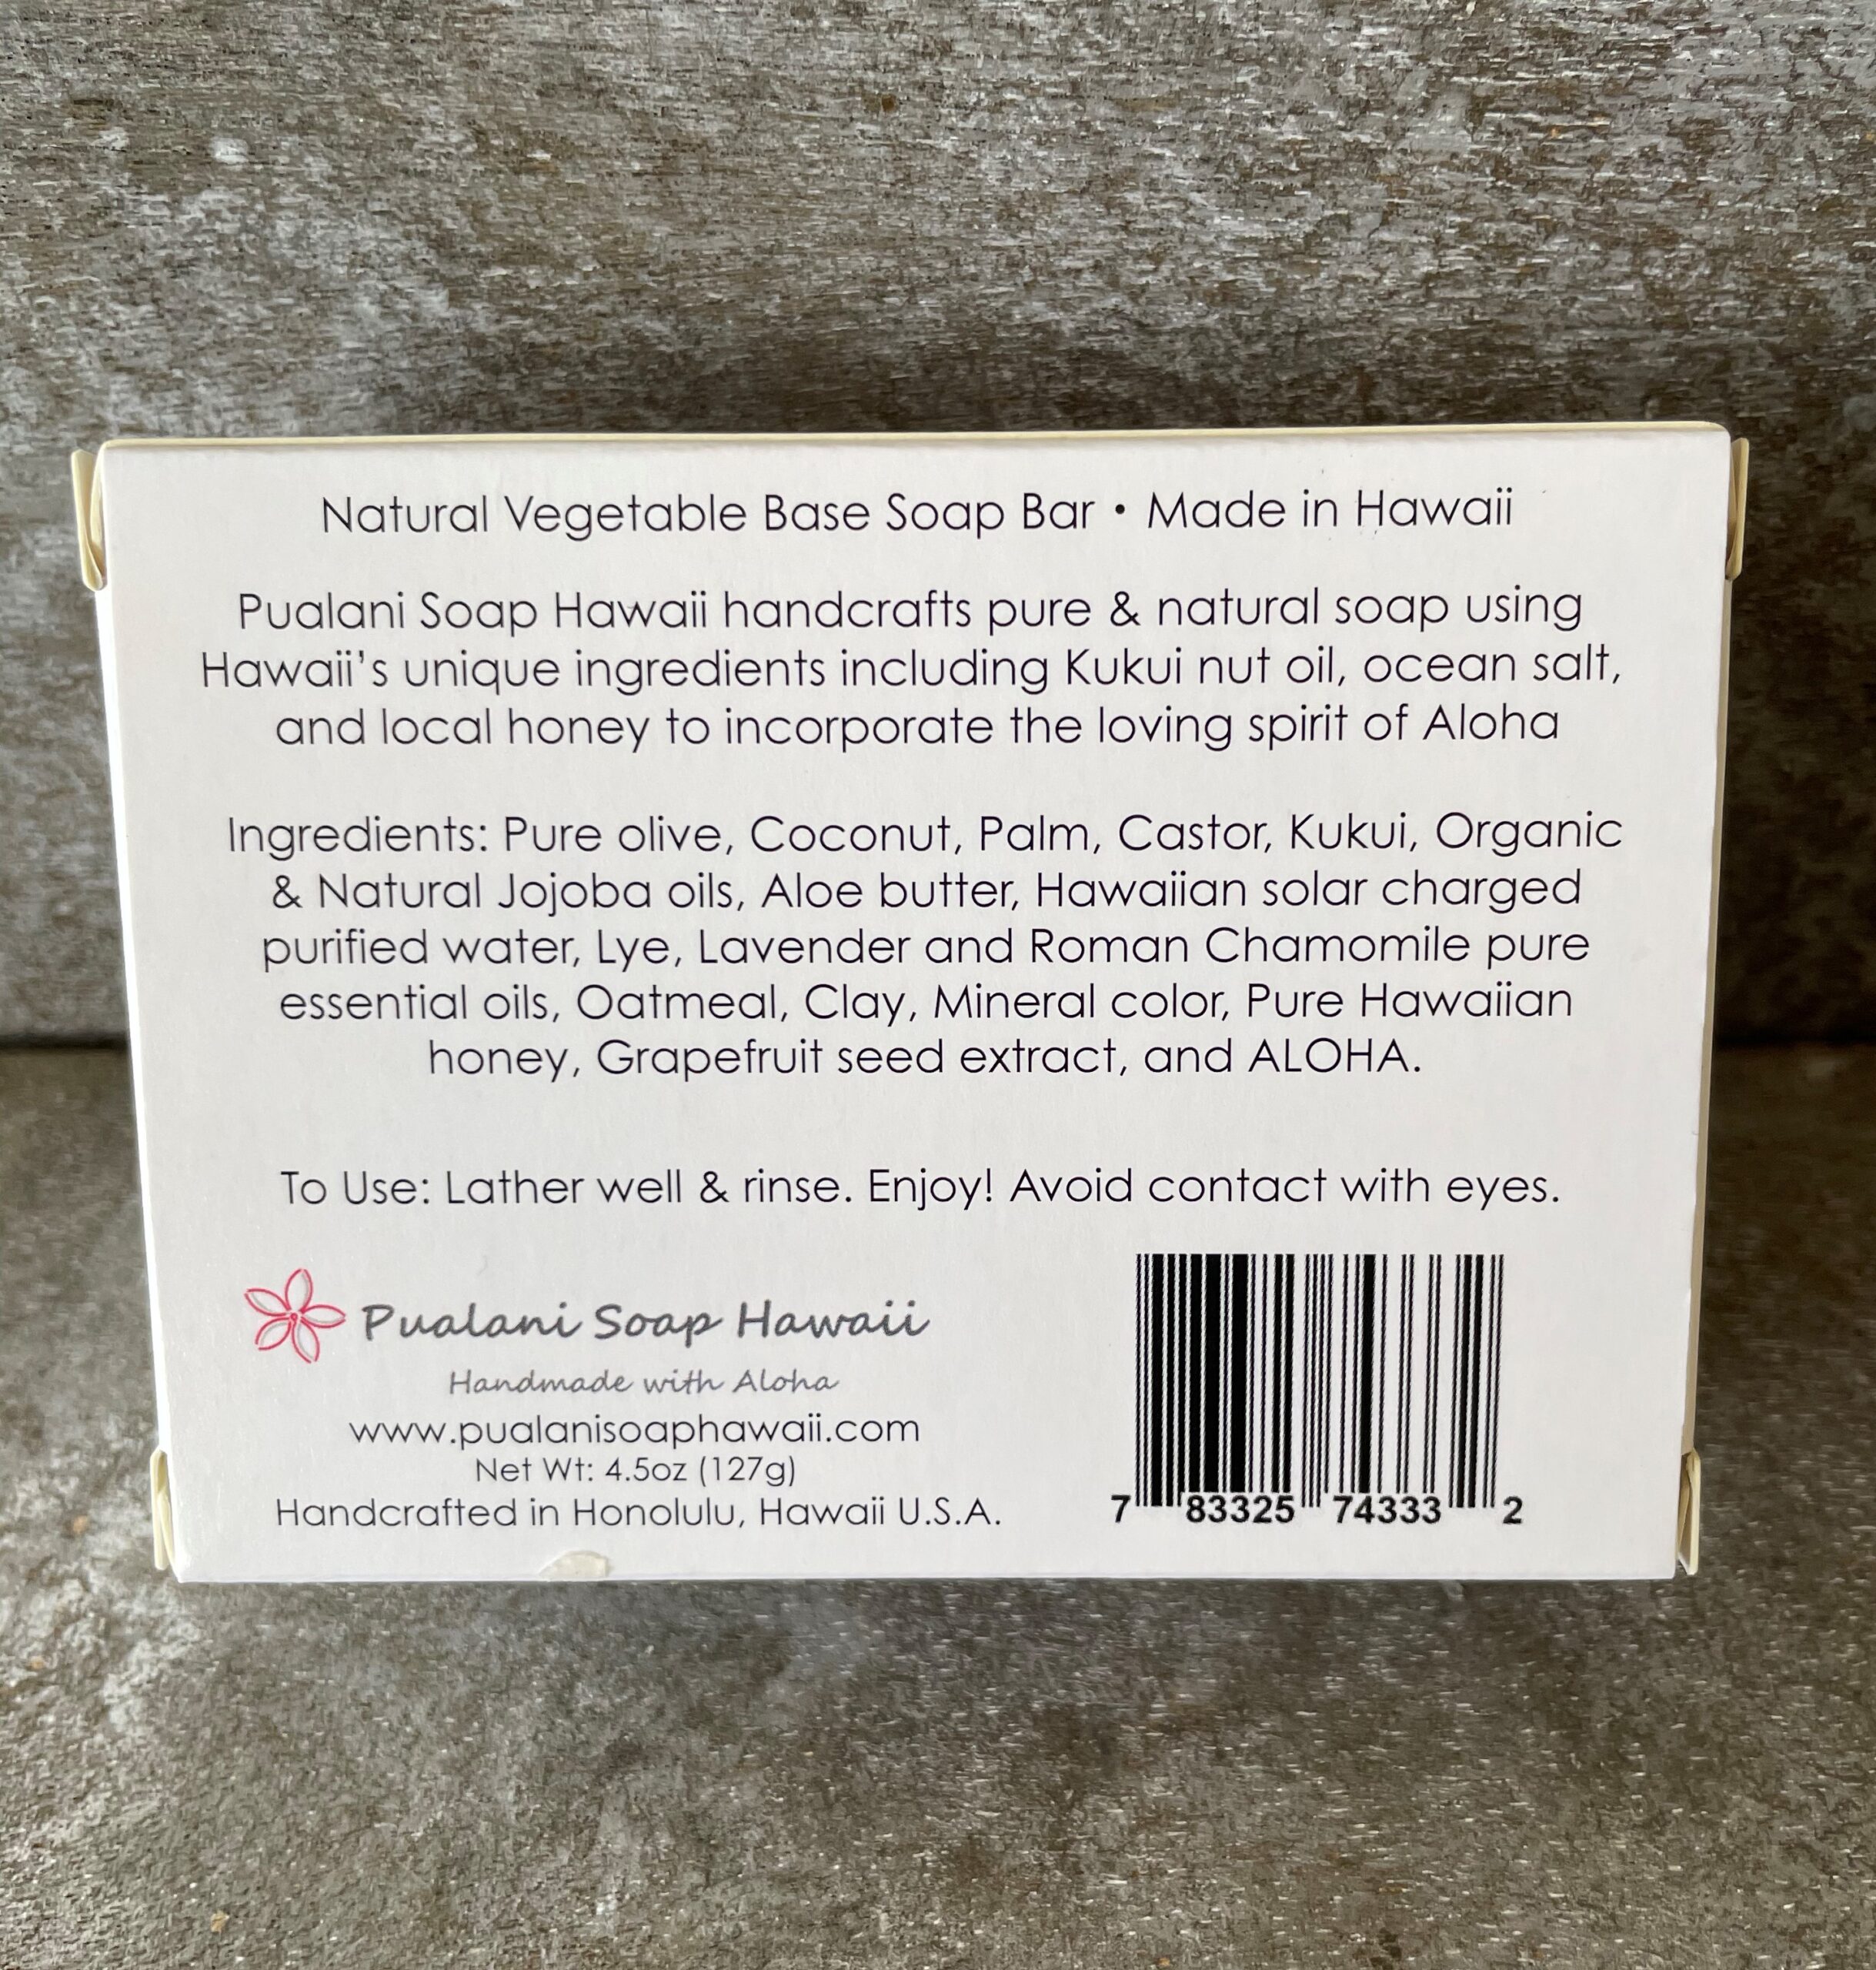 Natural Vegetable Base Soap Bar • Made in Hawaii
Pualani Soap Hawaii handcrafts pure & natural soap using
Hawaii's unique ingredients including Kukui nut oil, ocean salt,
and local honey to incorporate the loving spirit of Aloha
Ingredients: Pure olive, Coconut, Palm, Castor, Kukui, Organic
& Natural Jojoba oils, Aloe butter, Hawaiian solar charged
purified water, Lye, Lavender and Roman Chamomile pure
essential oils, Oatmeal, Clay, Mineral color, Pure Hawaiian
honey, Grapefruit seed extract, and ALOHA.
To Use: Lather well & rinse. Enjoy! Avoid contact with eyes.
Pualani Soap Hawaii
Handmade with Aloha
www.pualanisoaphawaii.com
Net Wt: 4.5oz (127g)
Handcrafted in Honolulu, Hawaii U.S.A.
7 83325 74333 2